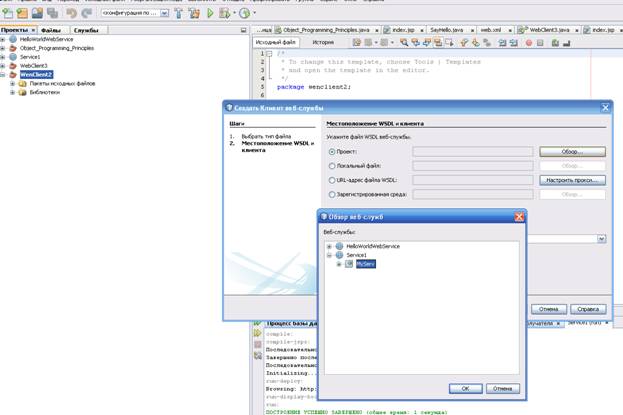 <конфигурация по ...
Проекты
Файлы
Службы
HelloWorldWebService
Object_Programming_Principles
Service1
WebClient3
WenClient2
Пакеты исходных файлов
Библиотеки
Object_Programming_Principles.java
index.jsp
SayHello.java
web.xml
WebClient3.java
index.jsp
Исходный файл
История
1 /*
2 * To change this template, choose Tools | Templates
3 * and open the template in the editor.
4 */
5 package wenclient2;
6
Создать Клиент веб-службы
Шаги
1. Выбрать тип файла
2. Местоположение WSDL и клиента
Местоположение WSDL и клиента
Укажите файл WSDL веб-службы.
Проект:
Обзор...
Локальный файл:
Обзор...
URL-адрес файла WSDL:
Настроить прокси...
Зарегистрированная среда:
Обзор...
Отмена
Справка
Обзор веб-служб
Веб-службы:
HelloWorldWebService
Service1
MyServ
OK
Отмена
Процесс базы да
compile:
compile-jsps:
Последовательно
Завершено после
Последовательно
Initializing...
run-deploy:
Browsing: http:
run-display-bro
run:
ПОСТРОЕНИЕ УСПЕШНО ЗАВЕРШЕНО (общее время: 1 секунда)